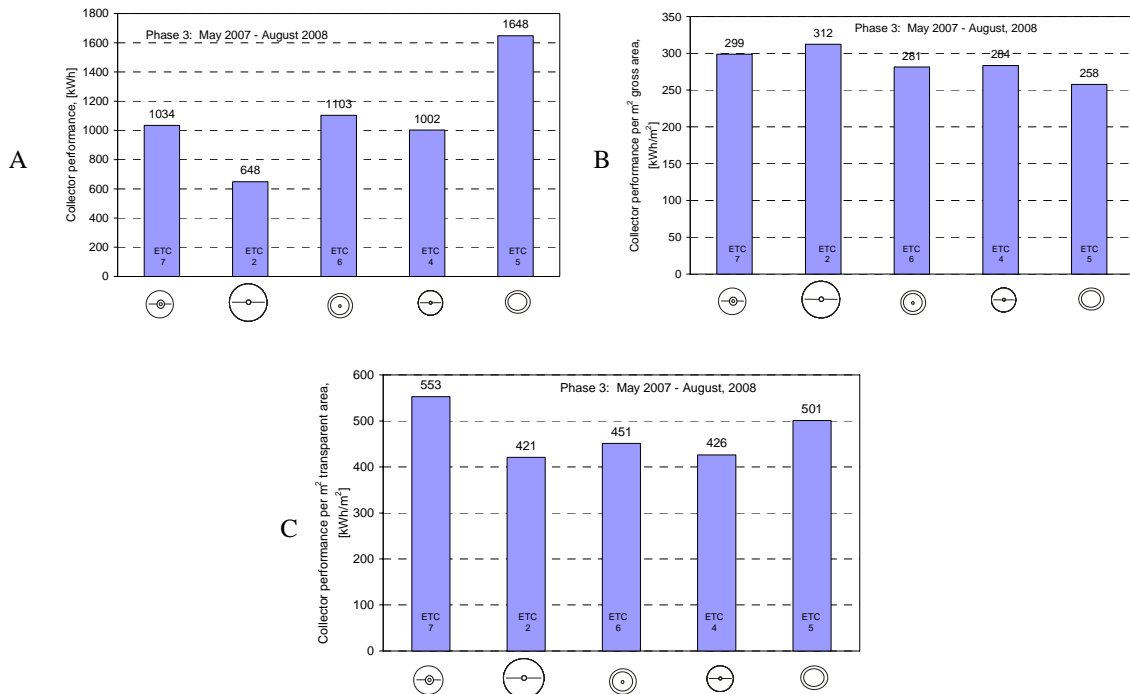 A
Collector performance, [kWh]
Phase 3: May 2007 - August 2008
1800
1600
1400
1200
1000
800
600
400
200
0
1034
648
1103
1002
1648
ETC 7
ETC 2
ETC 6
ETC 4
ETC 5
B
Collector performance per m² gross area,
[kWh/m²]
Phase 3: May 2007 - August, 2008
350
300
250
200
150
100
50
0
299
312
281
284
258
ETC 7
ETC 2
ETC 6
ETC 4
ETC 5
C
Collector performance per m² transparent area,
[kWh/m²]
Phase 3: May 2007 - August, 2008
600
500
400
300
200
100
0
553
421
451
426
501
ETC 7
ETC 2
ETC 6
ETC 4
ETC 5